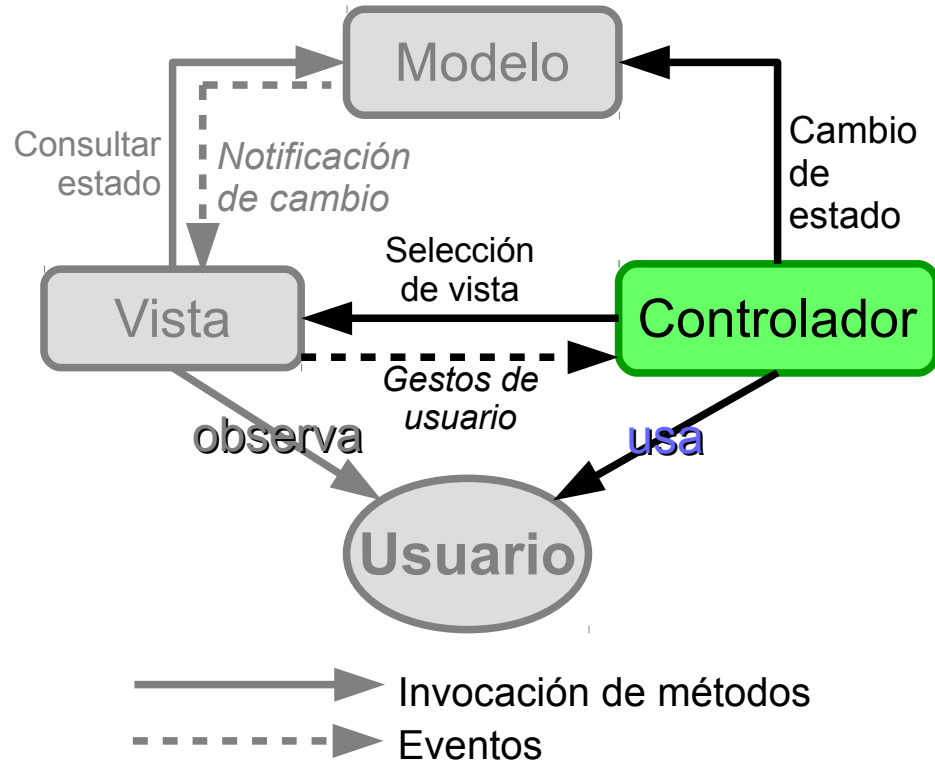 Modelo
Consultar
estado
Notificación
de cambio
Cambio
de
estado
Selección
de vista
Vista
Controlador
Gestos de
usuario
observa
usa
Usuario
Invocación de métodos
Eventos